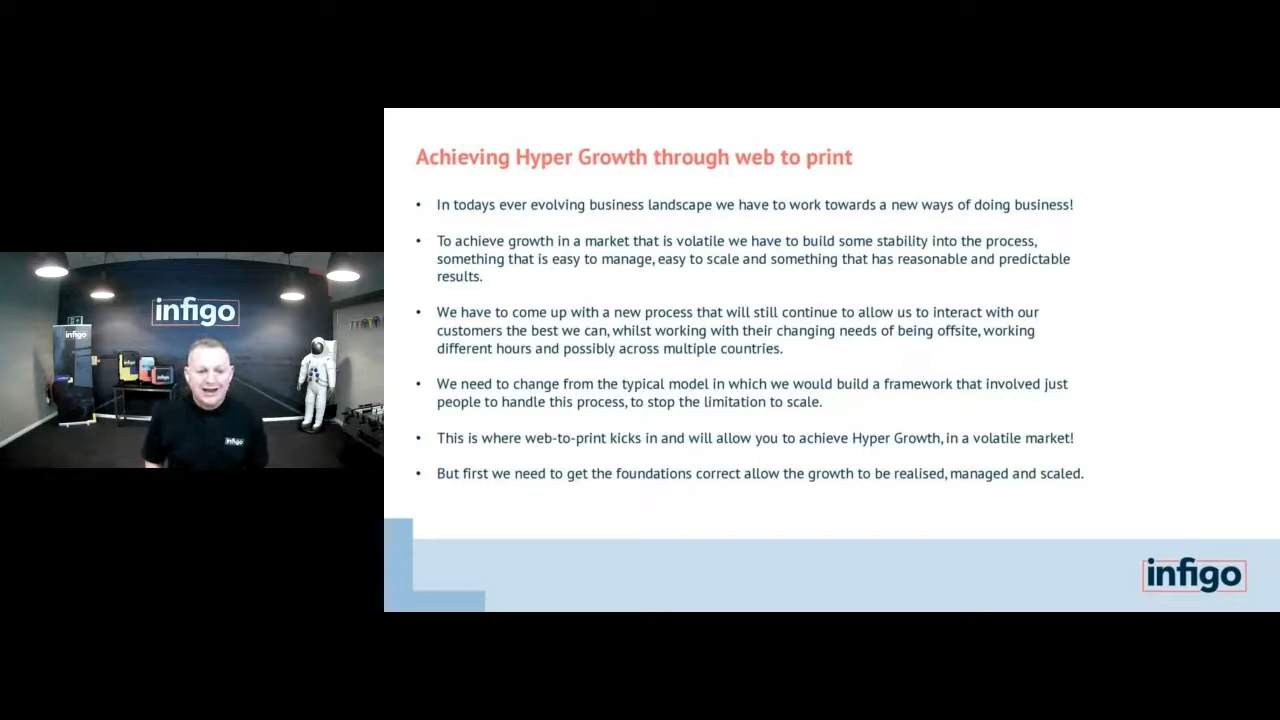 Achieving Hyper Growth through web to print
• In todays ever evolving business landscape we have to work towards a new ways of doing business!
• To achieve growth in a market that is volatile we have to build some stability into the process,
something that is easy to manage, easy to scale and something that has reasonable and predictable
results.
• We have to come up with a new process that will still continue to allow us to interact with our
customers the best we can, whilst working with their changing needs of being offsite, working
different hours and possibly across multiple countries.
• We need to change from the typical model in which we would build a framework that involved just
people to handle this process, to stop the limitation to scale.
• This is where web-to-print kicks in and will allow you to achieve Hyper Growth, in a volatile market!
• But first we need to get the foundations correct allow the growth to be realised, managed and scaled.
infigo
infigo
infigo
infigo
infigo
infigo